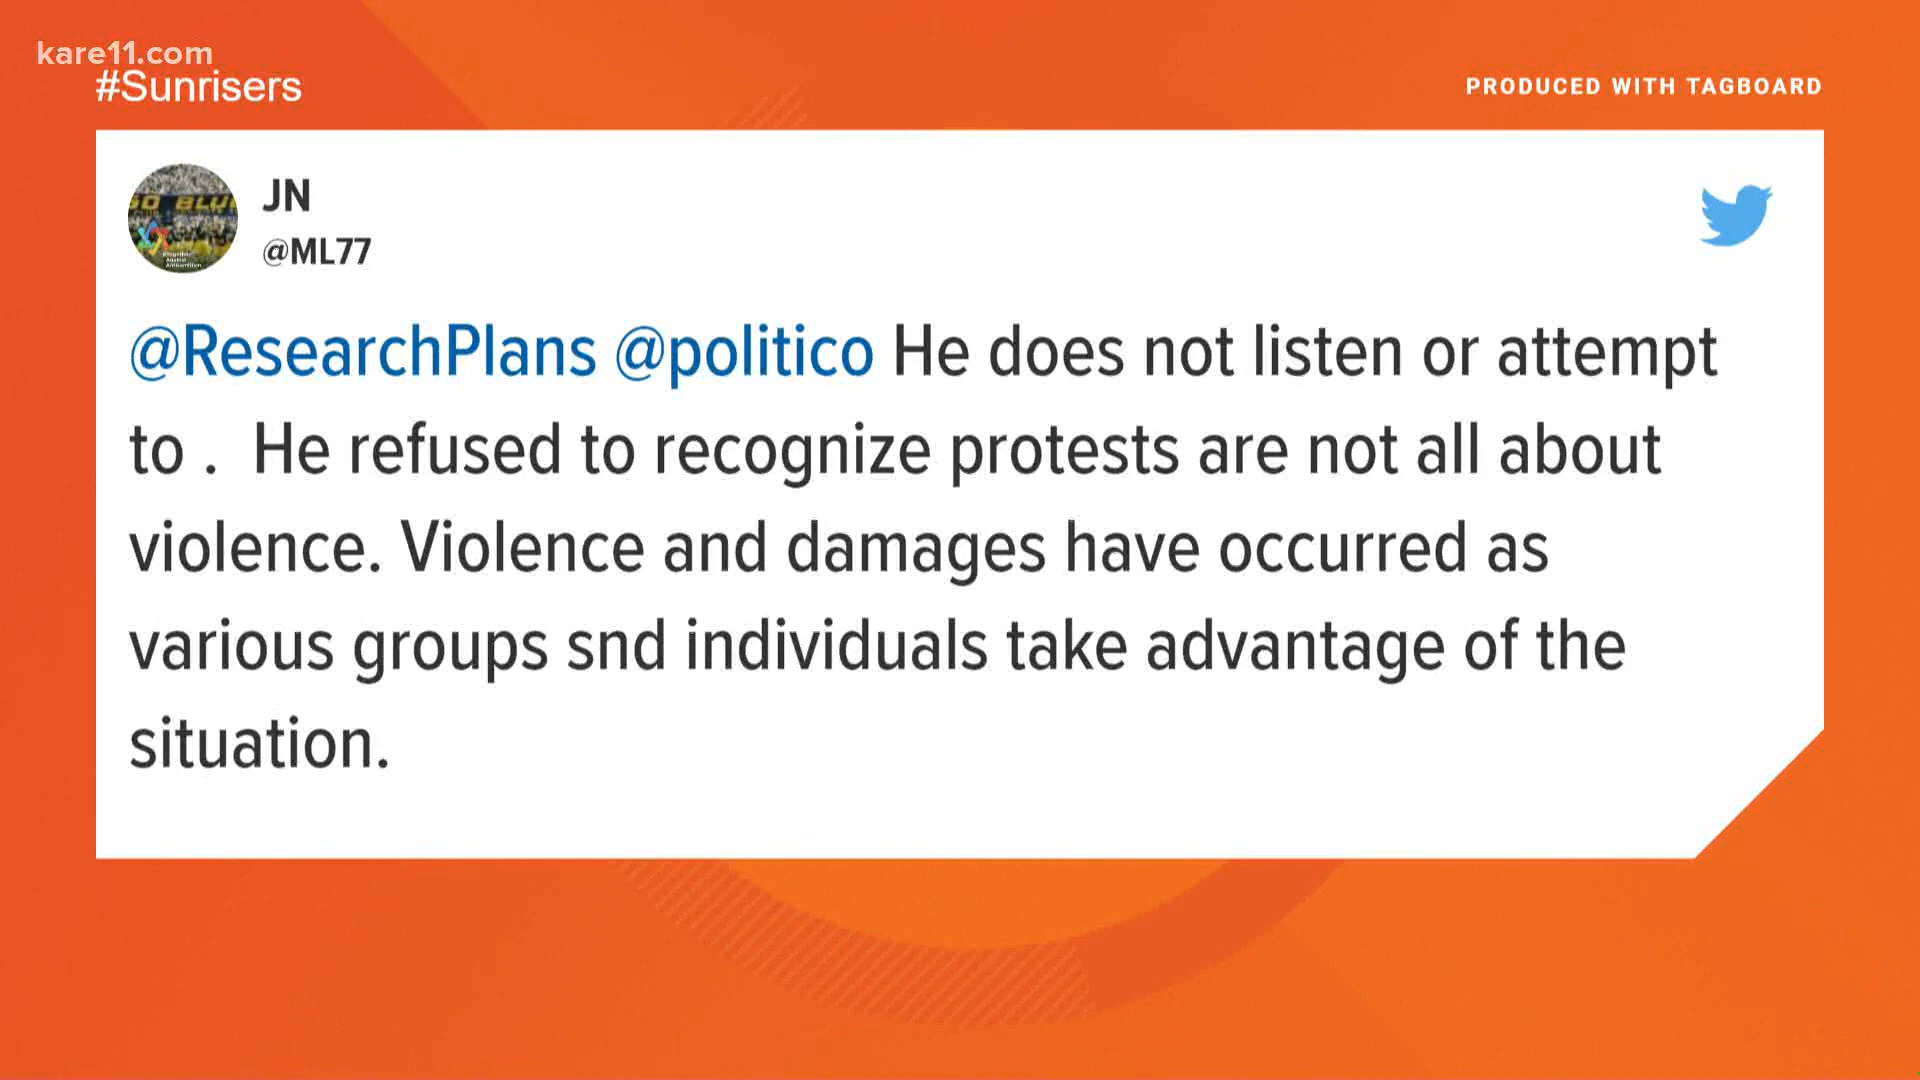 kare11.com
#Sunrisers
PRODUCED WITH TAGBOARD
GO BLU
JN
@ML77
@ResearchPlans @politico He does not listen or attempt
to .  He refused to recognize protests are not all about
violence. Violence and damages have occurred as
various groups snd individuals take advantage of the
situation.